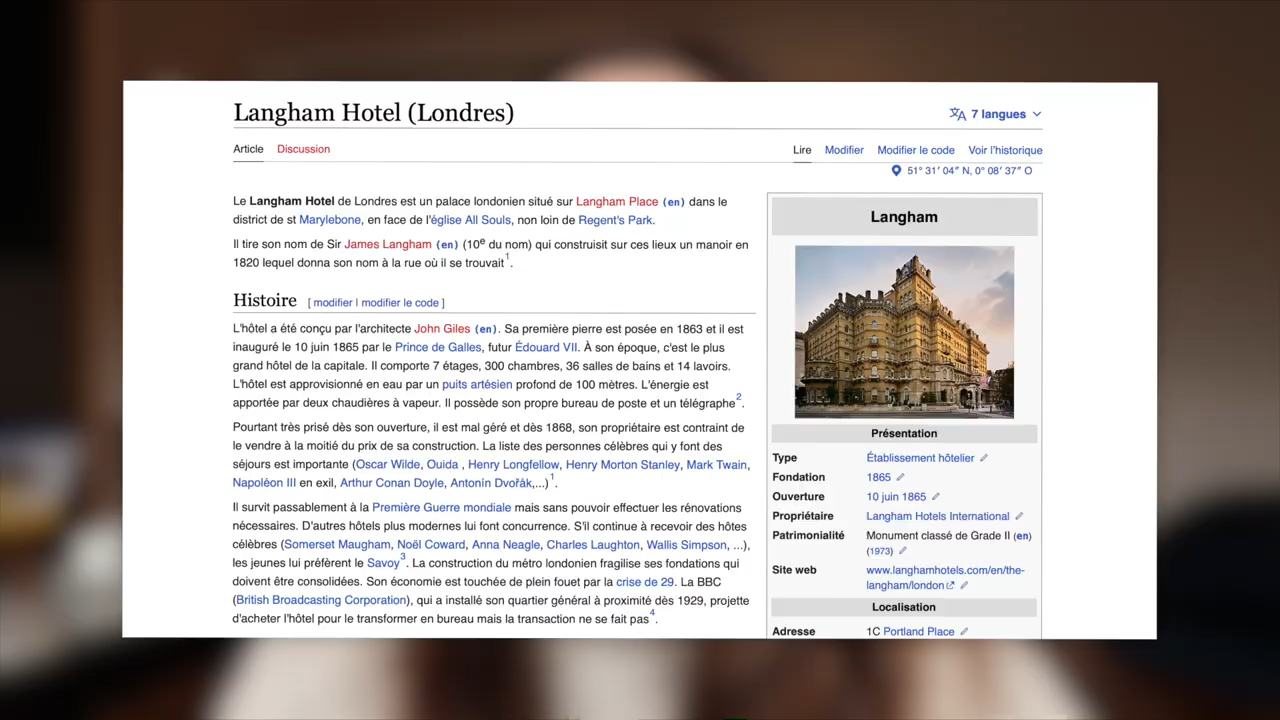 Langham Hotel (Londres)
7 langues
Article Discussion
Lire Modifier Modifier le code Voir l'historique
51° 31′ 04″ N, 0° 08′ 37″ O
Le Langham Hotel de Londres est un palace londonien situé sur Langham Place (en) dans le
district de st Marylebone, en face de l'église All Souls, non loin de Regent's Park.
Il tire son nom de Sir James Langham (en) (10e du nom) qui construisit sur ces lieux un manoir en
1820 lequel donna son nom à la rue où il se trouvait1.
Histoire [ modifier | modifier le code ]
L'hôtel a été conçu par l'architecte John Giles (en). Sa première pierre est posée en 1863 et il est
inauguré le 10 juin 1865 par le Prince de Galles, futur Édouard VII. À son époque, c'est le plus
grand hôtel de la capitale. Il comporte 7 étages, 300 chambres, 36 salles de bains et 14 lavoirs.
L'hôtel est approvisionné en eau par un puits artésien profond de 100 mètres. L'énergie est
apportée par deux chaudières à vapeur. Il possède son propre bureau de poste et un télégraphe2.
Pourtant très prisé dès son ouverture, il est mal géré et dès 1868, son propriétaire est contraint de
le vendre à la moitié du prix de sa construction. La liste des personnes célèbres qui y font des
séjours est importante (Oscar Wilde, Ouida , Henry Longfellow, Henry Morton Stanley, Mark Twain,
Napoléon III en exil, Arthur Conan Doyle, Antonín Dvořák,...)1.
Il survit passablement à la Première Guerre mondiale mais sans pouvoir effectuer les rénovations
nécessaires. D'autres hôtels plus modernes lui font concurrence. S'il continue à recevoir des hôtes
célèbres (Somerset Maugham, Noël Coward, Anna Neagle, Charles Laughton, Wallis Simpson, ...),
les jeunes lui préfèrent le Savoy3. La construction du métro londonien fragilise ses fondations qui
doivent être consolidées. Son économie est touchée de plein fouet par la crise de 29. La BBC
(British Broadcasting Corporation), qui a installé son quartier général à proximité dès 1929, projette
d'acheter l'hôtel pour le transformer en bureau mais la transaction ne se fait pas4.
Langham
Présentation
Type Établissement hôtelier
Fondation 1865
Ouverture 10 juin 1865
Propriétaire Langham Hotels International
Patrimonialité Monument classé de Grade II (en)
(1973)
Site web www.langhamhotels.com/en/the-
langham/london
Localisation
Adresse 1C Portland Place